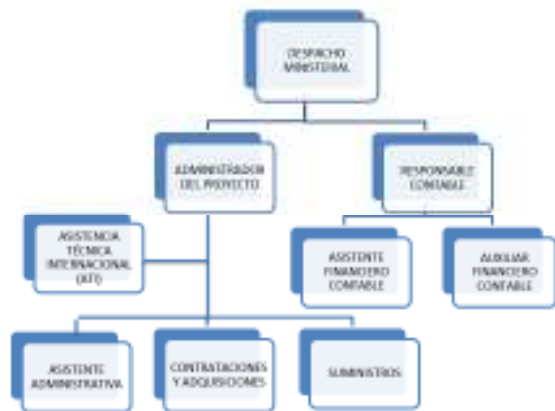 DESPACHO
MINISTERIAL
ADMINISTRADOR
DEL PROYECTO
RESPONSABLE
CONTABLE
ASISTENCIA
TÉCNICA
INTERNACIONAL
(ATI)
ASISTENTE
FINANCIERO
CONTABLE
AUXILIAR
FINANCIERO
CONTABLE
ASISTENTE
ADMINISTRATIVA
CONTRATACIONES
Y ADQUISICIONES
SUMINISTROS